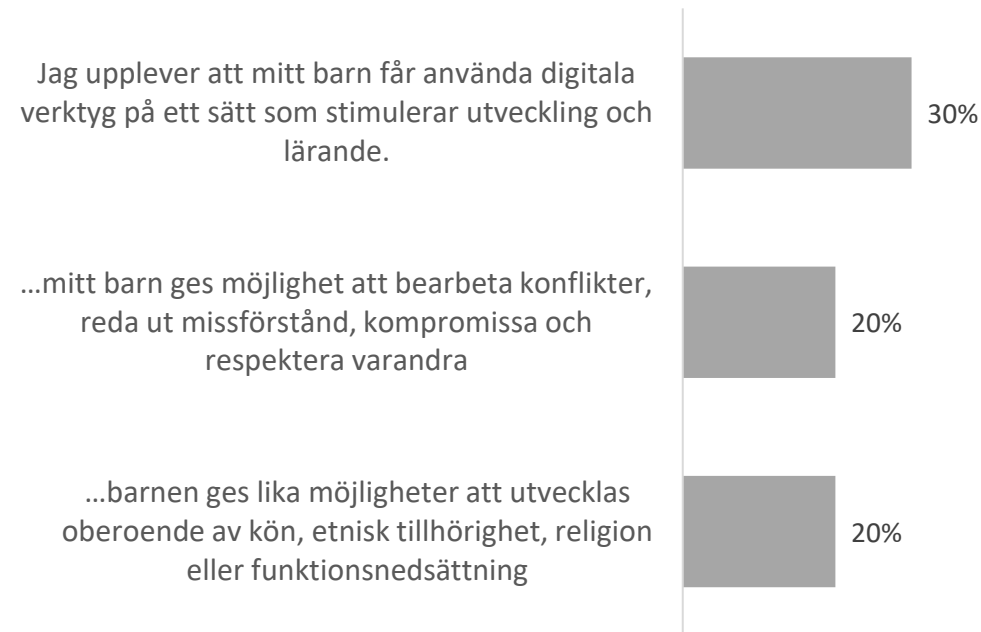 Jag upplever att mitt barn får använda digitala
verktyg på ett sätt som stimulerar utveckling och
lärande.
30%
…mitt barn ges möjlighet att bearbeta konflikter,
reda ut missförstånd, kompromissa och
respektera varandra
20%
…barnen ges lika möjligheter att utvecklas
oberoende av kön, etnisk tillhörighet, religion
eller funktionsnedsättning
20%